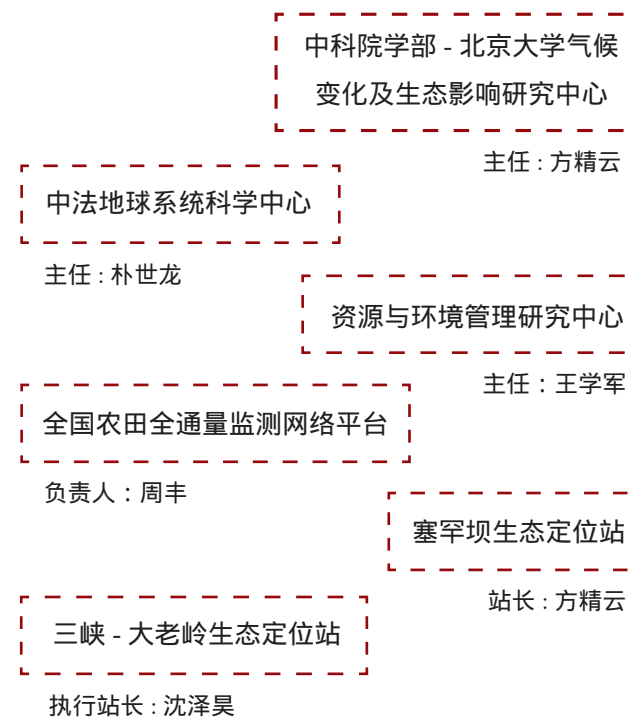 中科院学部 - 北京大学气候
变化及生态影响研究中心
主任 : 方精云
中法地球系统科学中心
主任 : 朴世龙
资源与环境管理研究中心
主任：王学军
全国农田全通量监测网络平台
负责人：周丰
塞罕坝生态定位站
站长 : 方精云
三峡 - 大老岭生态定位站
执行站长 : 沈泽昊